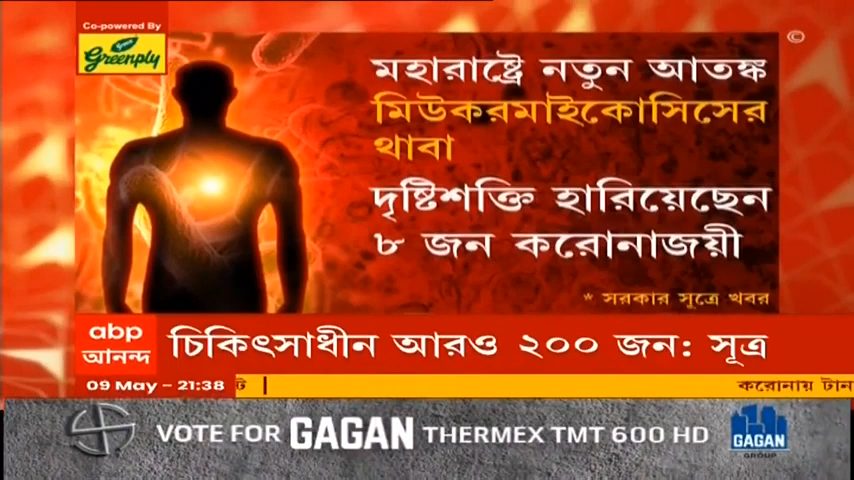 Co-powered By
Greenply
©
মহারাষ্ট্রে নতুন আতঙ্ক
মিউকরমাইকোসিসের
থাবা
দৃষ্টিশক্তি হারিয়েছেন
৮ জন করোনাজয়ী
* সরকার সূত্রে খবর
abp
আনন্দ
চিকিৎসাধীন আরও ২০০ জন: সূত্র
09 May – 21:38
করোনায় টান
VOTE FOR GAGAN THERMEX TMT 600 HD
GAGAN
GROUP